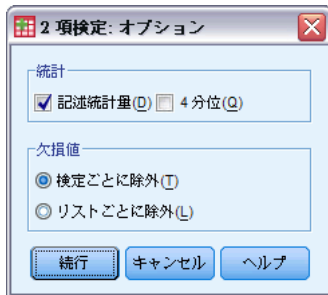 2 項検定: オプション
統計
記述統計量(D) 4 分位(Q)
欠損値
検定ごとに除外(T)
リストごとに除外(L)
続行 キャンセル ヘルプ